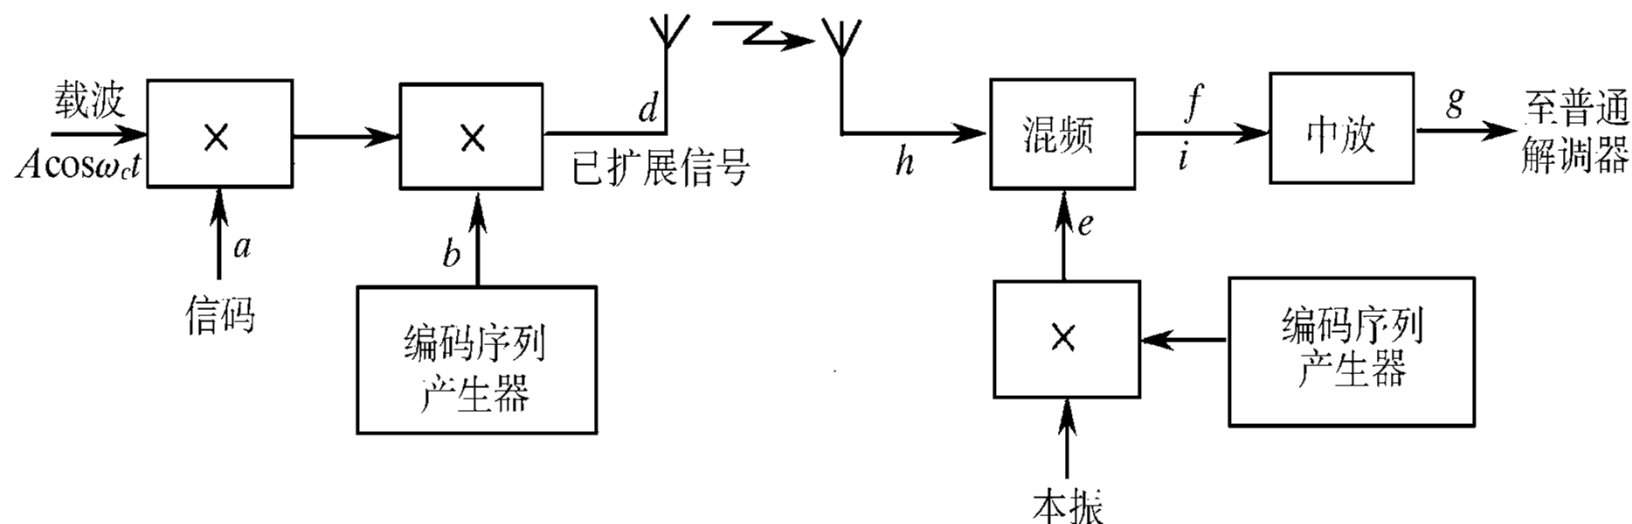 载波
Acosω_ct
×
a
信码
×
b
编码序列
产生器
d
已扩展信号
h
混频
e
×
本振
编码序列
产生器
f
i
中放
g
至普通
解调器